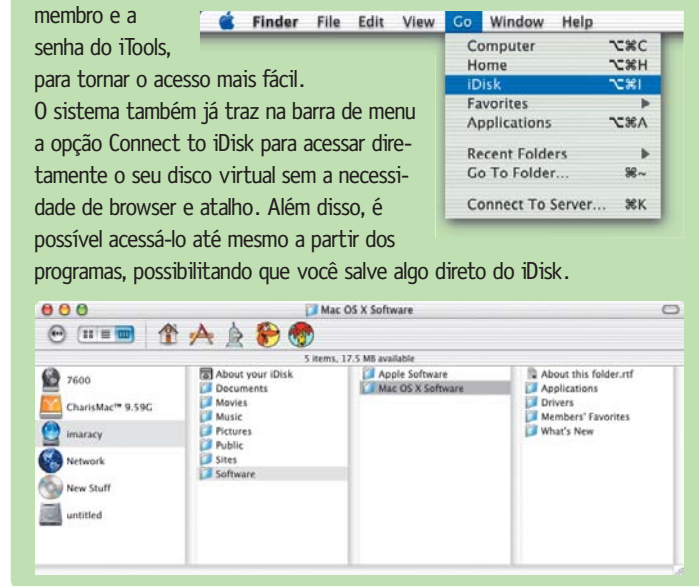 membro e a
senha do iTools,
para tornar o acesso mais fácil.
O sistema também já traz na barra de menu
a opção Connect to iDisk para acessar dire-
tamente o seu disco virtual sem a necessi-
dade de browser e atalho. Além disso, é
possível acessá-lo até mesmo a partir dos
programas, possibilitando que você salve algo direto do iDisk.
Finder File Edit View Go Window Help
Computer ⌥⌘C
Home ⌥⌘H
iDisk ⌥⌘I
Favorites
Applications ⌥⌘A
Recent Folders
Go To Folder... ⌘~
Connect To Server... ⌘K
Mac OS X Software
5 items, 17.5 MB available
7600
CharisMac™ 9.59G
imaracy
Network
New Stuff
untitled
About your iDisk
Documents
Movies
Music
Pictures
Public
Sites
Software
Apple Software
Mac OS X Software
About this folder.rtf
Applications
Drivers
Members' Favorites
What's New